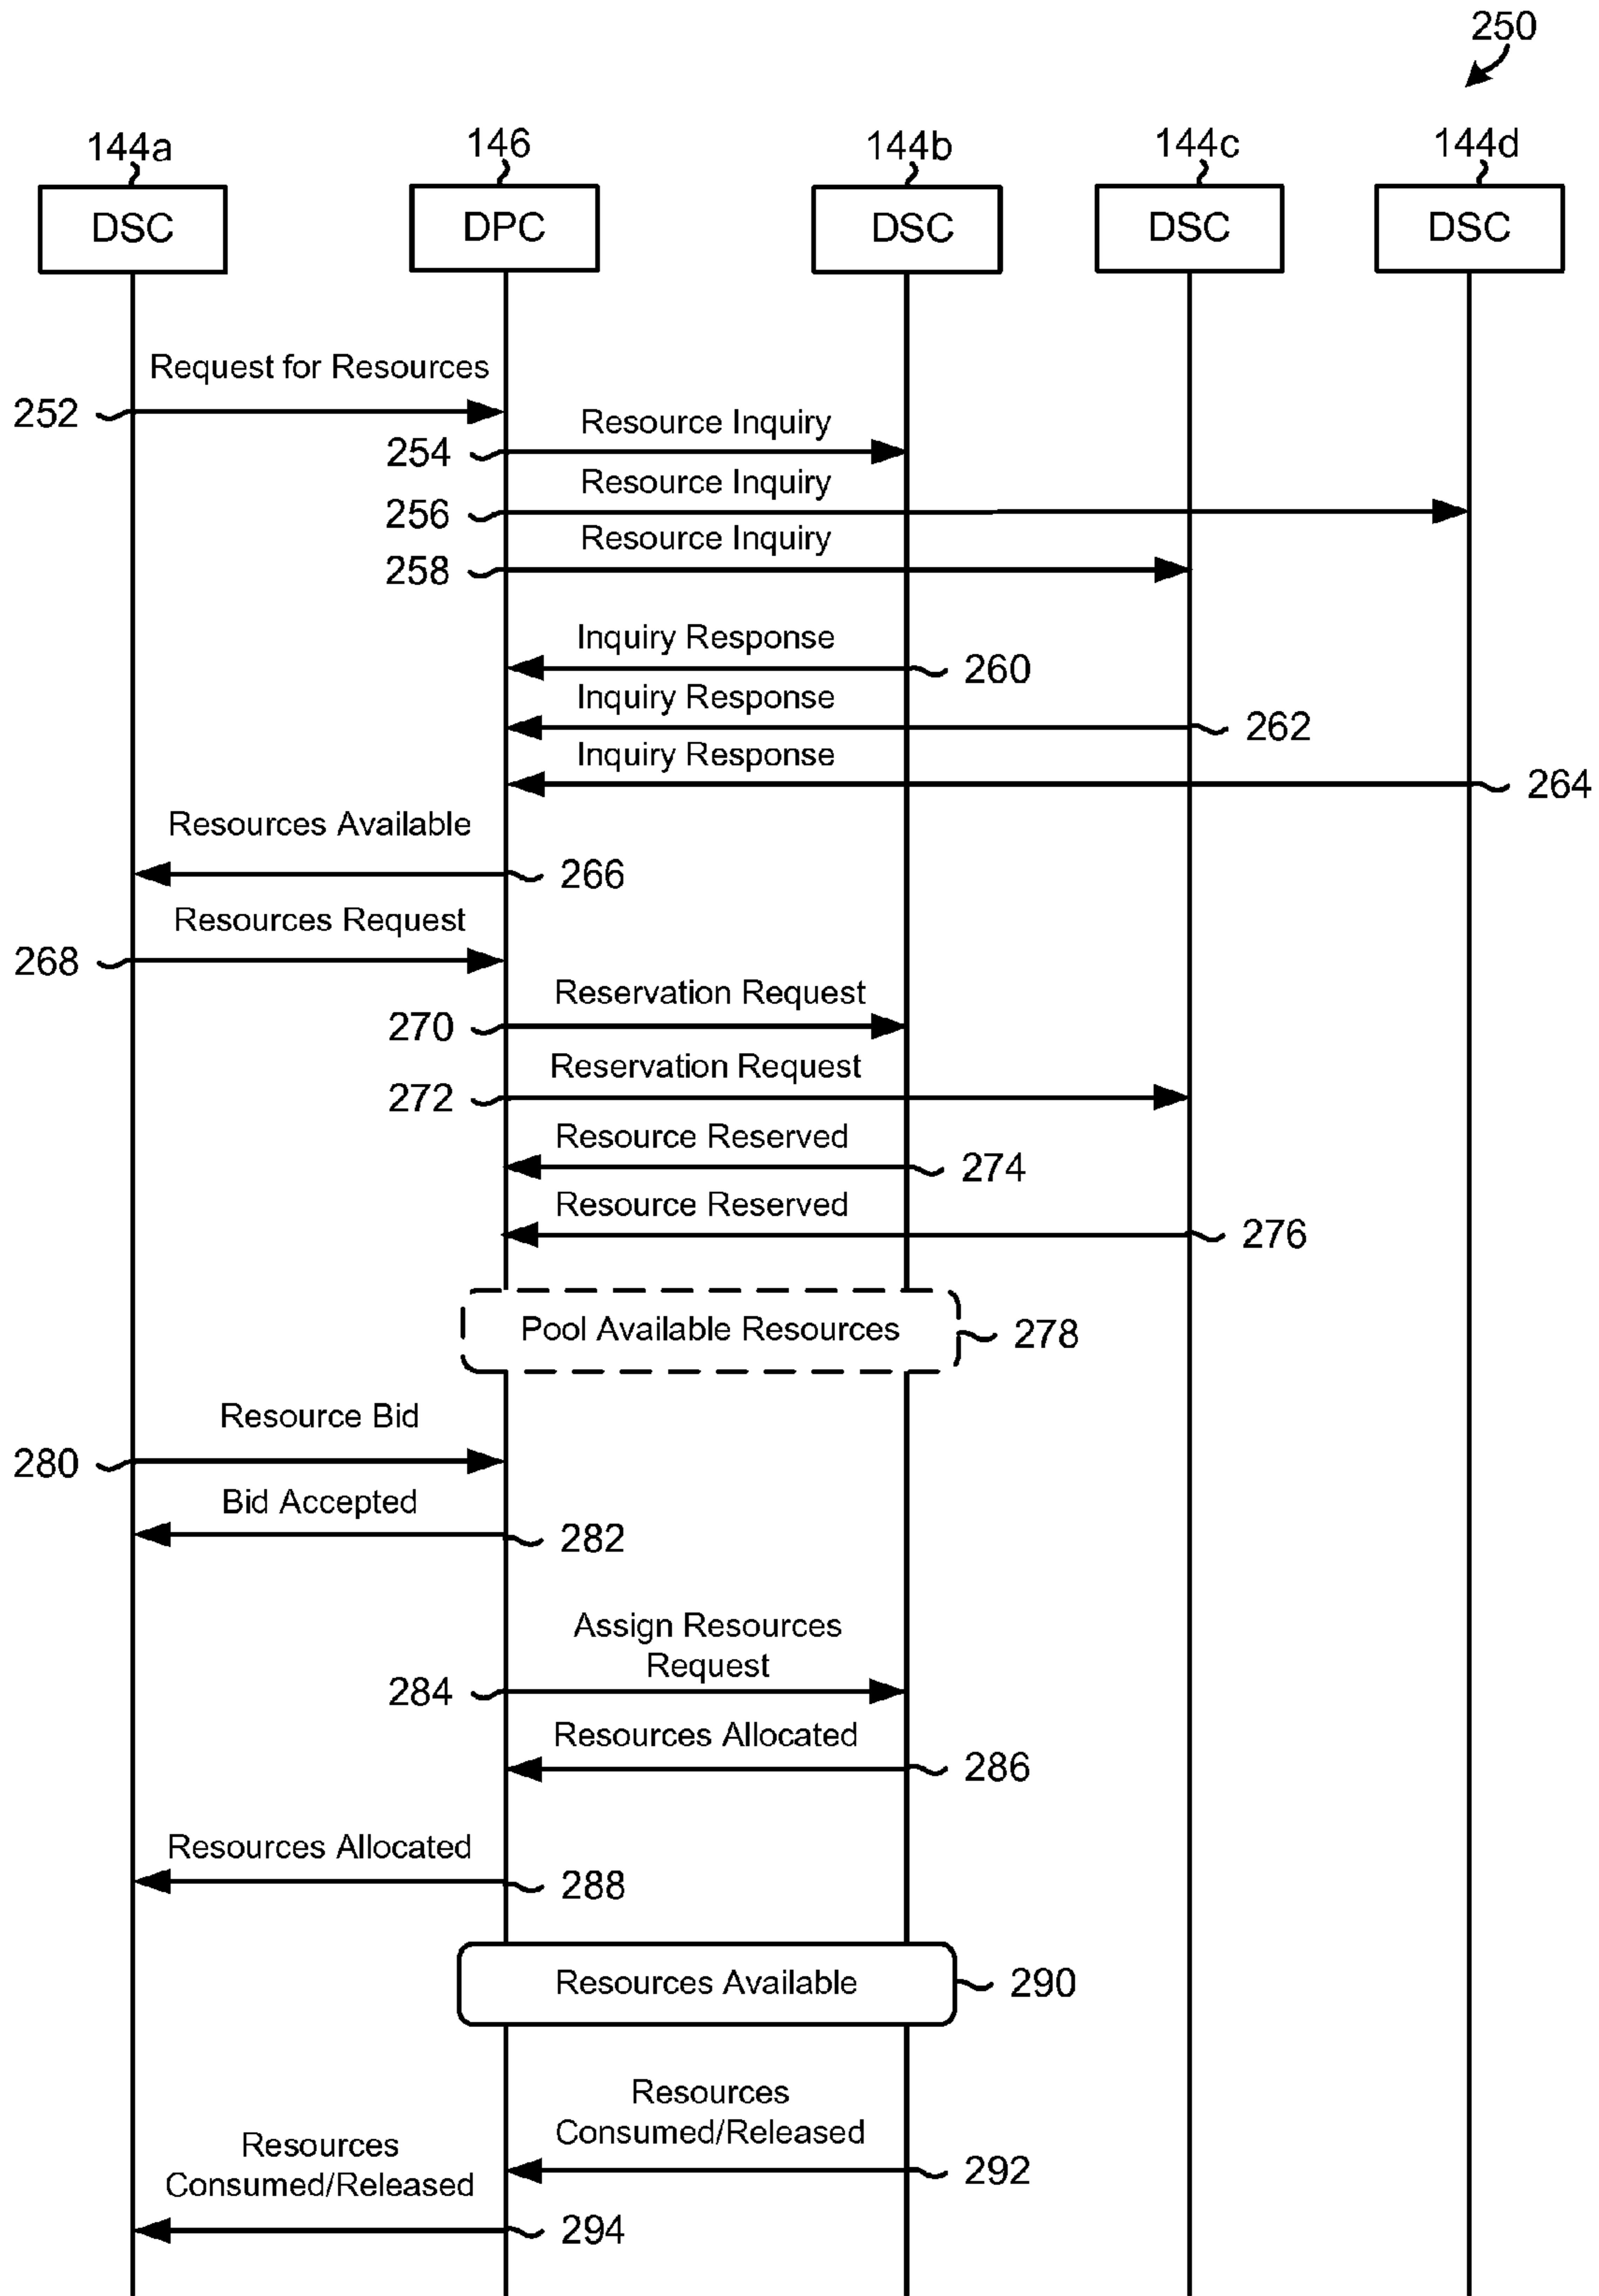 250
144a
146
144b
144c
144d
DSC
DPC
DSC
DSC
DSC
Request for Resources
252
Resource Inquiry
254
Resource Inquiry
256
Resource Inquiry
258
Inquiry Response
260
Inquiry Response
262
Inquiry Response
264
Resources Available
266
Resources Request
268
Reservation Request
270
Reservation Request
272
Resource Reserved
274
Resource Reserved
276
Pool Available Resources
278
Resource Bid
280
Bid Accepted
282
Assign Resources
Request
284
Resources Allocated
286
Resources Allocated
288
Resources Available
290
Resources
Consumed/Released
292
Resources
Consumed/Released
294